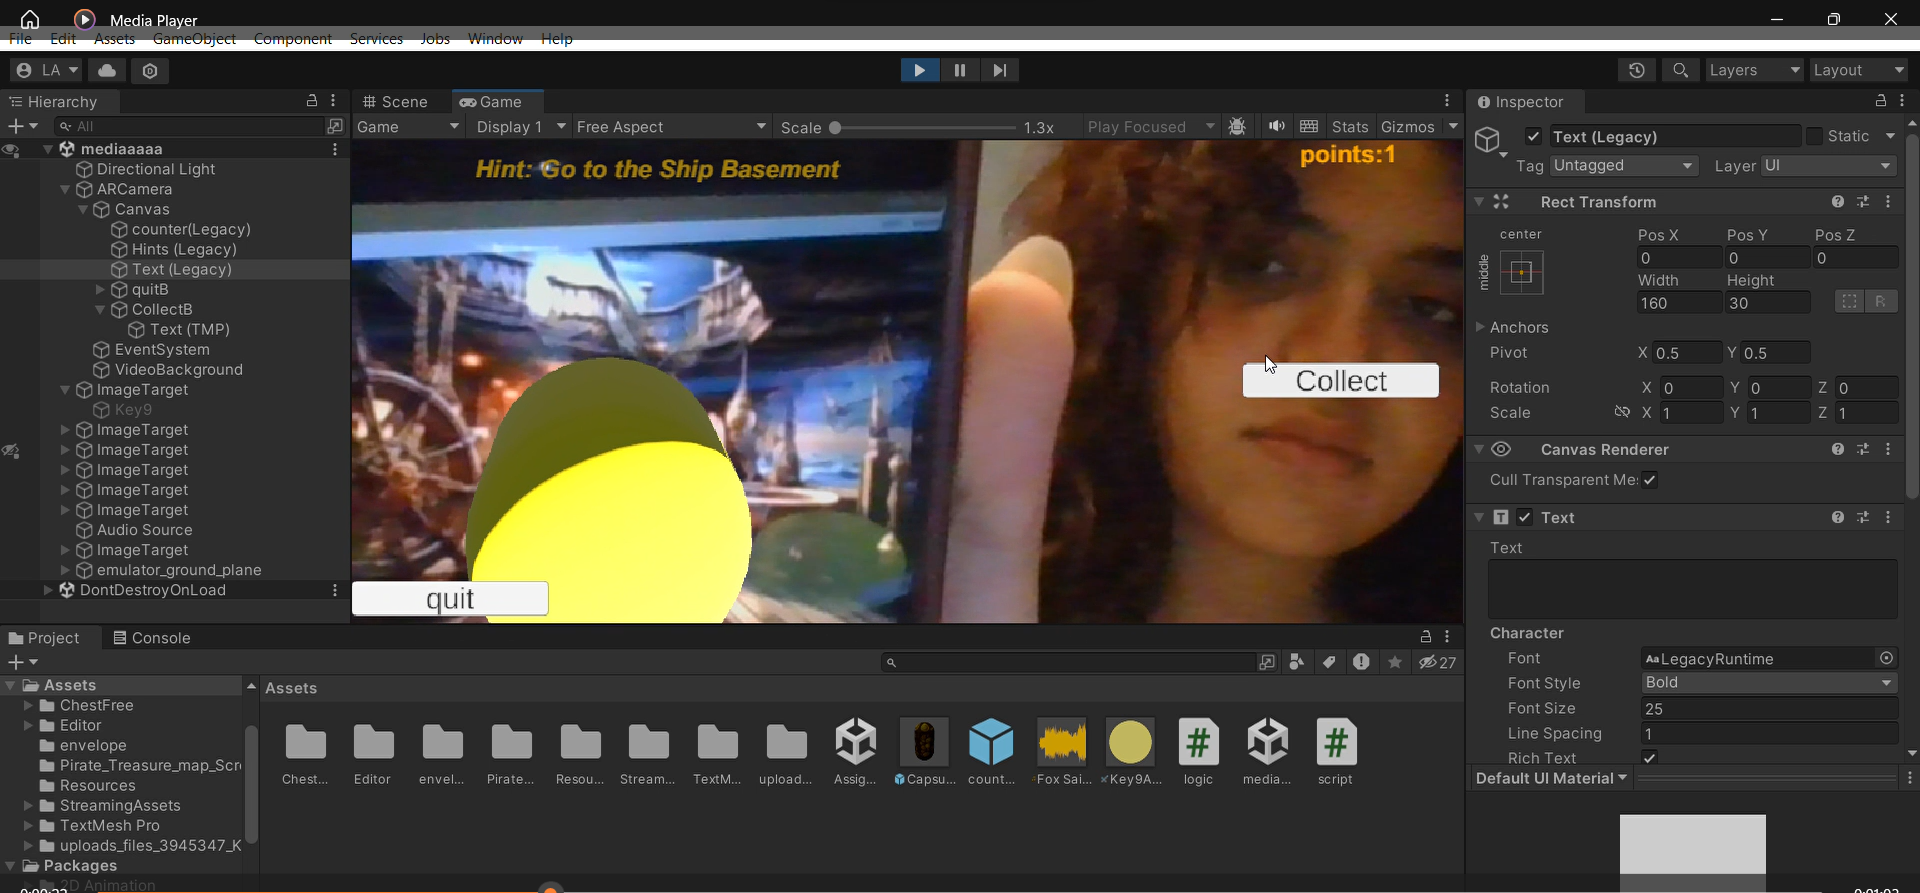 Media Player
File Edit Assets GameObject Component Services Jobs Window Help
LA Layers Layout
Hierarchy Scene Game Inspector
All Game Display 1 Free Aspect Scale 1.3x Play Focused Stats Gizmos Text (Legacy) Static
mediaaaaa
Directional Light
ARCamera
Canvas
counter(Legacy)
Hints (Legacy)
Text (Legacy)
quitB
CollectB
Text (TMP)
EventSystem
VideoBackground
ImageTarget
Key9
ImageTarget
ImageTarget
ImageTarget
ImageTarget
ImageTarget
Audio Source
ImageTarget
emulator_ground_plane
DontDestroyOnLoad
Hint: Go to the Ship Basement
points:1
Collect
quit
Tag Untagged Layer UI
Rect Transform
center
middle
Pos X Pos Y Pos Z
0 0 0
Width Height
160 30 R
Anchors
Pivot X 0.5 Y 0.5
Rotation X 0 Y 0 Z 0
Scale X 1 Y 1 Z 1
Canvas Renderer
Cull Transparent Me
Text
Text
Character
Font Aa LegacyRuntime
Font Style Bold
Font Size 25
Line Spacing 1
Rich Text
Default UI Material
Project Console
27
Assets
ChestFree
Editor
envelope
Pirate_Treasure_map_Scr
Resources
StreamingAssets
TextMesh Pro
uploads_files_3945347_K
Packages
2D Animation
Assets
Chest... Editor envel... Pirate... Resou... Stream... TextM... upload... Assig... Capsu... count... Fox Sai... Key9A... logic media... script